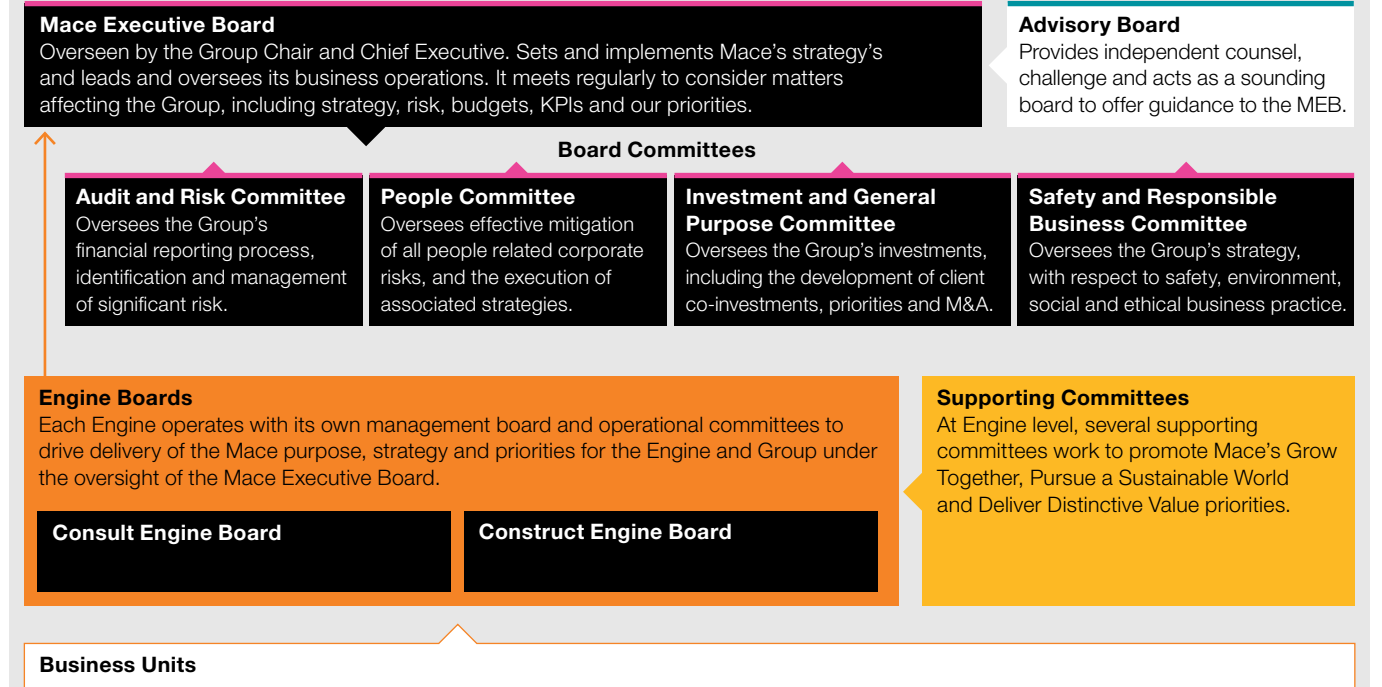 Mace Executive Board
Overseen by the Group Chair and Chief Executive. Sets and implements Mace's strategy's
and leads and oversees its business operations. It meets regularly to consider matters
affecting the Group, including strategy, risk, budgets, KPIs and our priorities.
Advisory Board
Provides independent counsel,
challenge and acts as a sounding
board to offer guidance to the MEB.
Board Committees
Audit and Risk Committee
Oversees the Group's
financial reporting process,
identification and management
of significant risk.
People Committee
Oversees effective mitigation
of all people related corporate
risks, and the execution of
associated strategies.
Investment and General
Purpose Committee
Oversees the Group's investments,
including the development of client
co-investments, priorities and M&A.
Safety and Responsible
Business Committee
Oversees the Group's strategy,
with respect to safety, environment,
social and ethical business practice.
Engine Boards
Each Engine operates with its own management board and operational committees to
drive delivery of the Mace purpose, strategy and priorities for the Engine and Group under
the oversight of the Mace Executive Board.
Consult Engine Board
Construct Engine Board
Supporting Committees
At Engine level, several supporting
committees work to promote Mace's Grow
Together, Pursue a Sustainable World
and Deliver Distinctive Value priorities.
Business Units